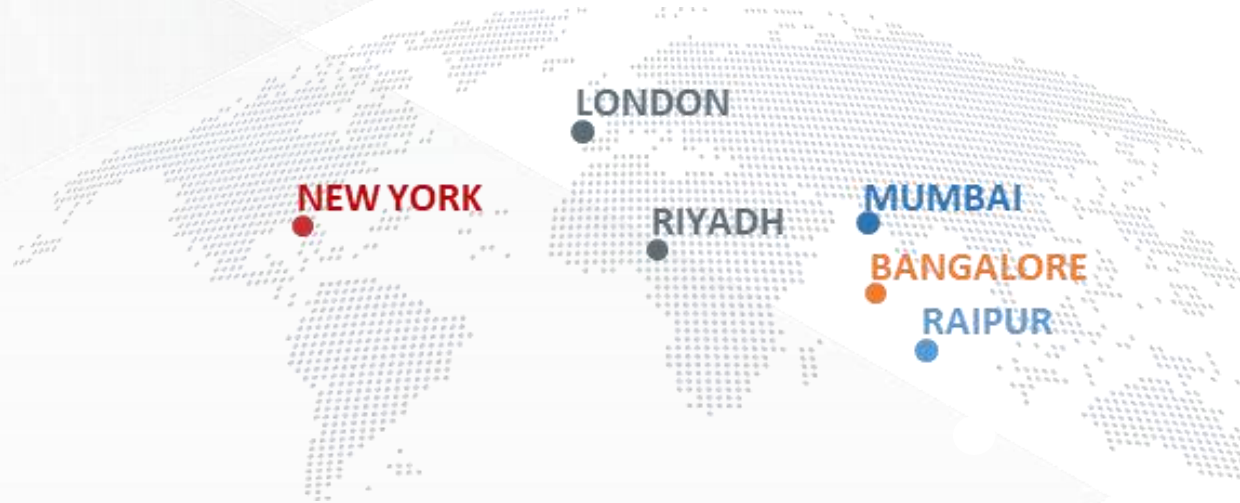 LONDON
NEW YORK
MUMBAI
RIYADH
BANGALORE
RAIPUR